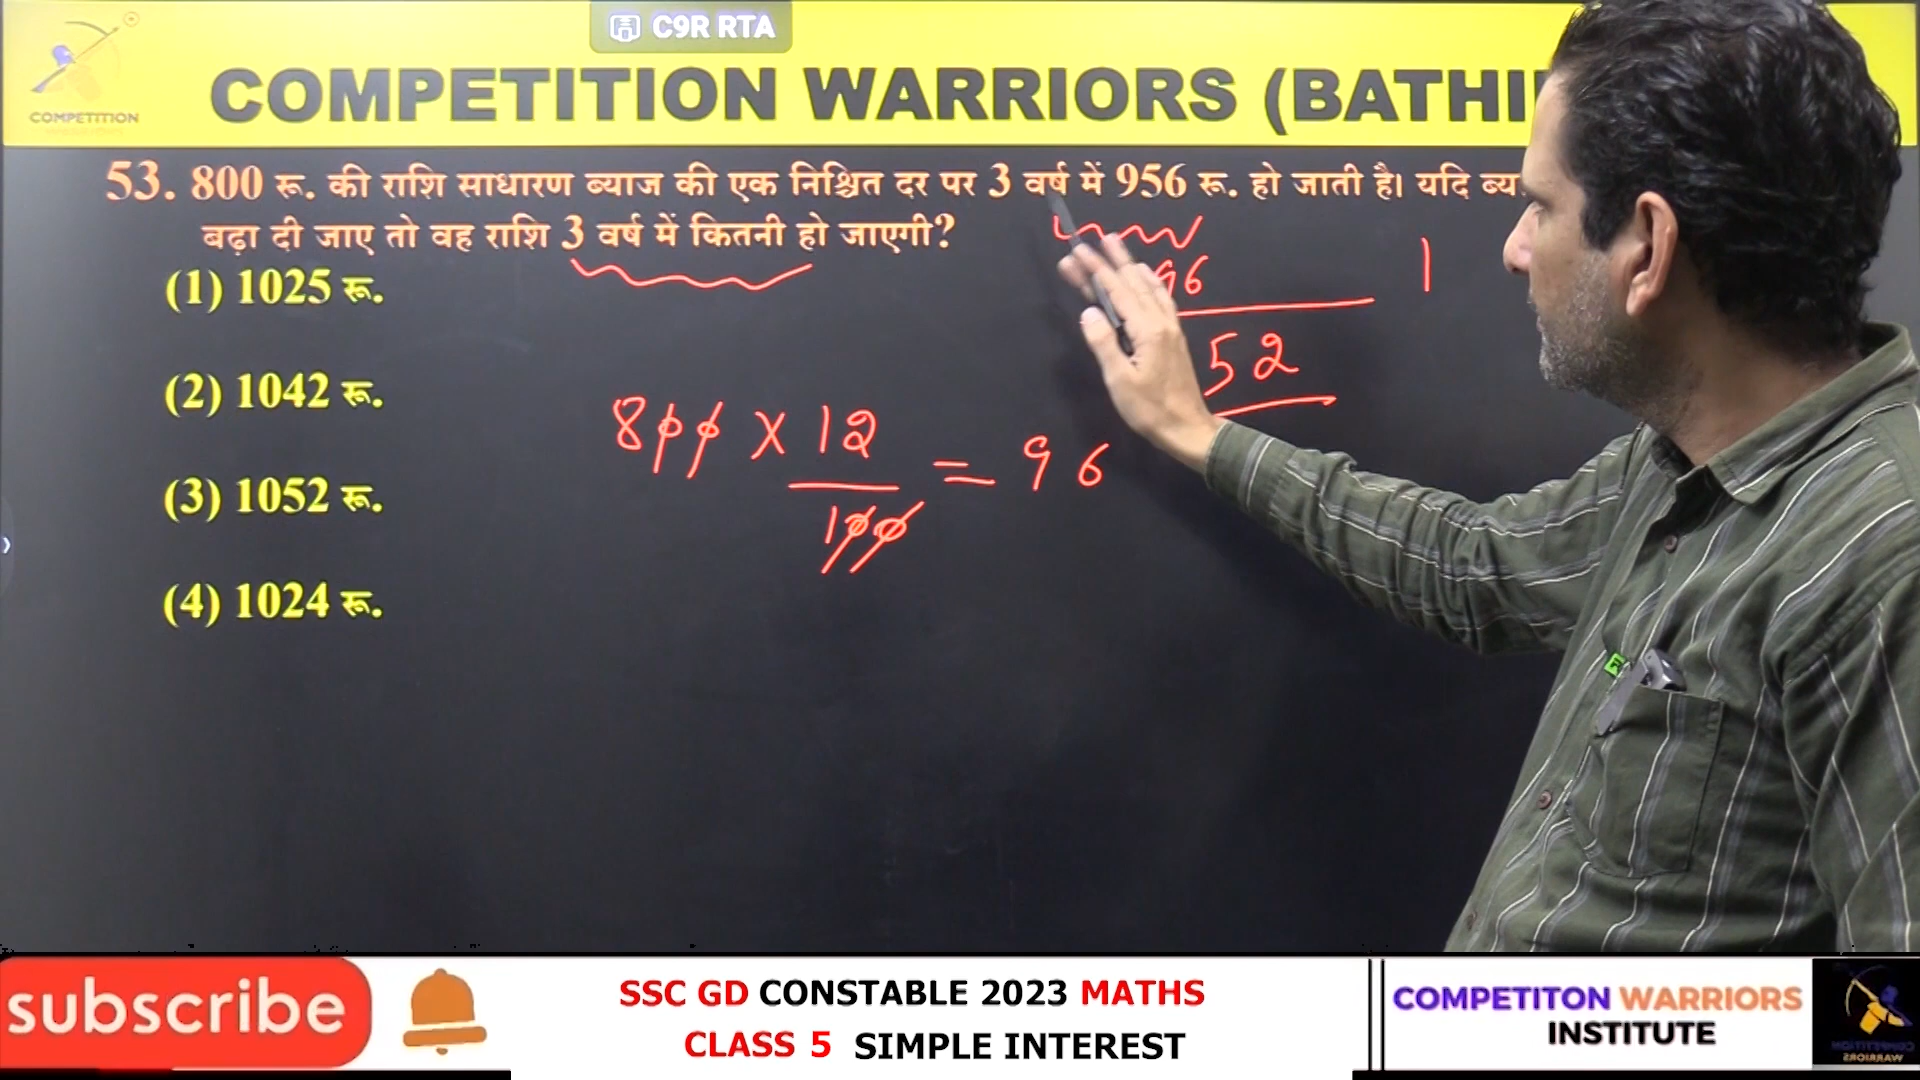 C9R RTA
COMPETITION
COMPETITION WARRIORS (BATHI
53. 800 रू. की राशि साधारण ब्याज की एक निश्चित दर पर 3 वर्ष में 956 रू. हो जाती है। यदि
बढ़ा दी जाए तो वह राशि 3 वर्ष में कितनी हो जाएगी?
(1) 1025 रू.
(2) 1042 रू.
(3) 1052 रू.
(4) 1024 रू.
96
1
52
800 X 12
= 96
100
subscribe
SSC GD CONSTABLE 2023 MATHS
CLASS 5 SIMPLE INTEREST
COMPETITON WARRIORS
INSTITUTE